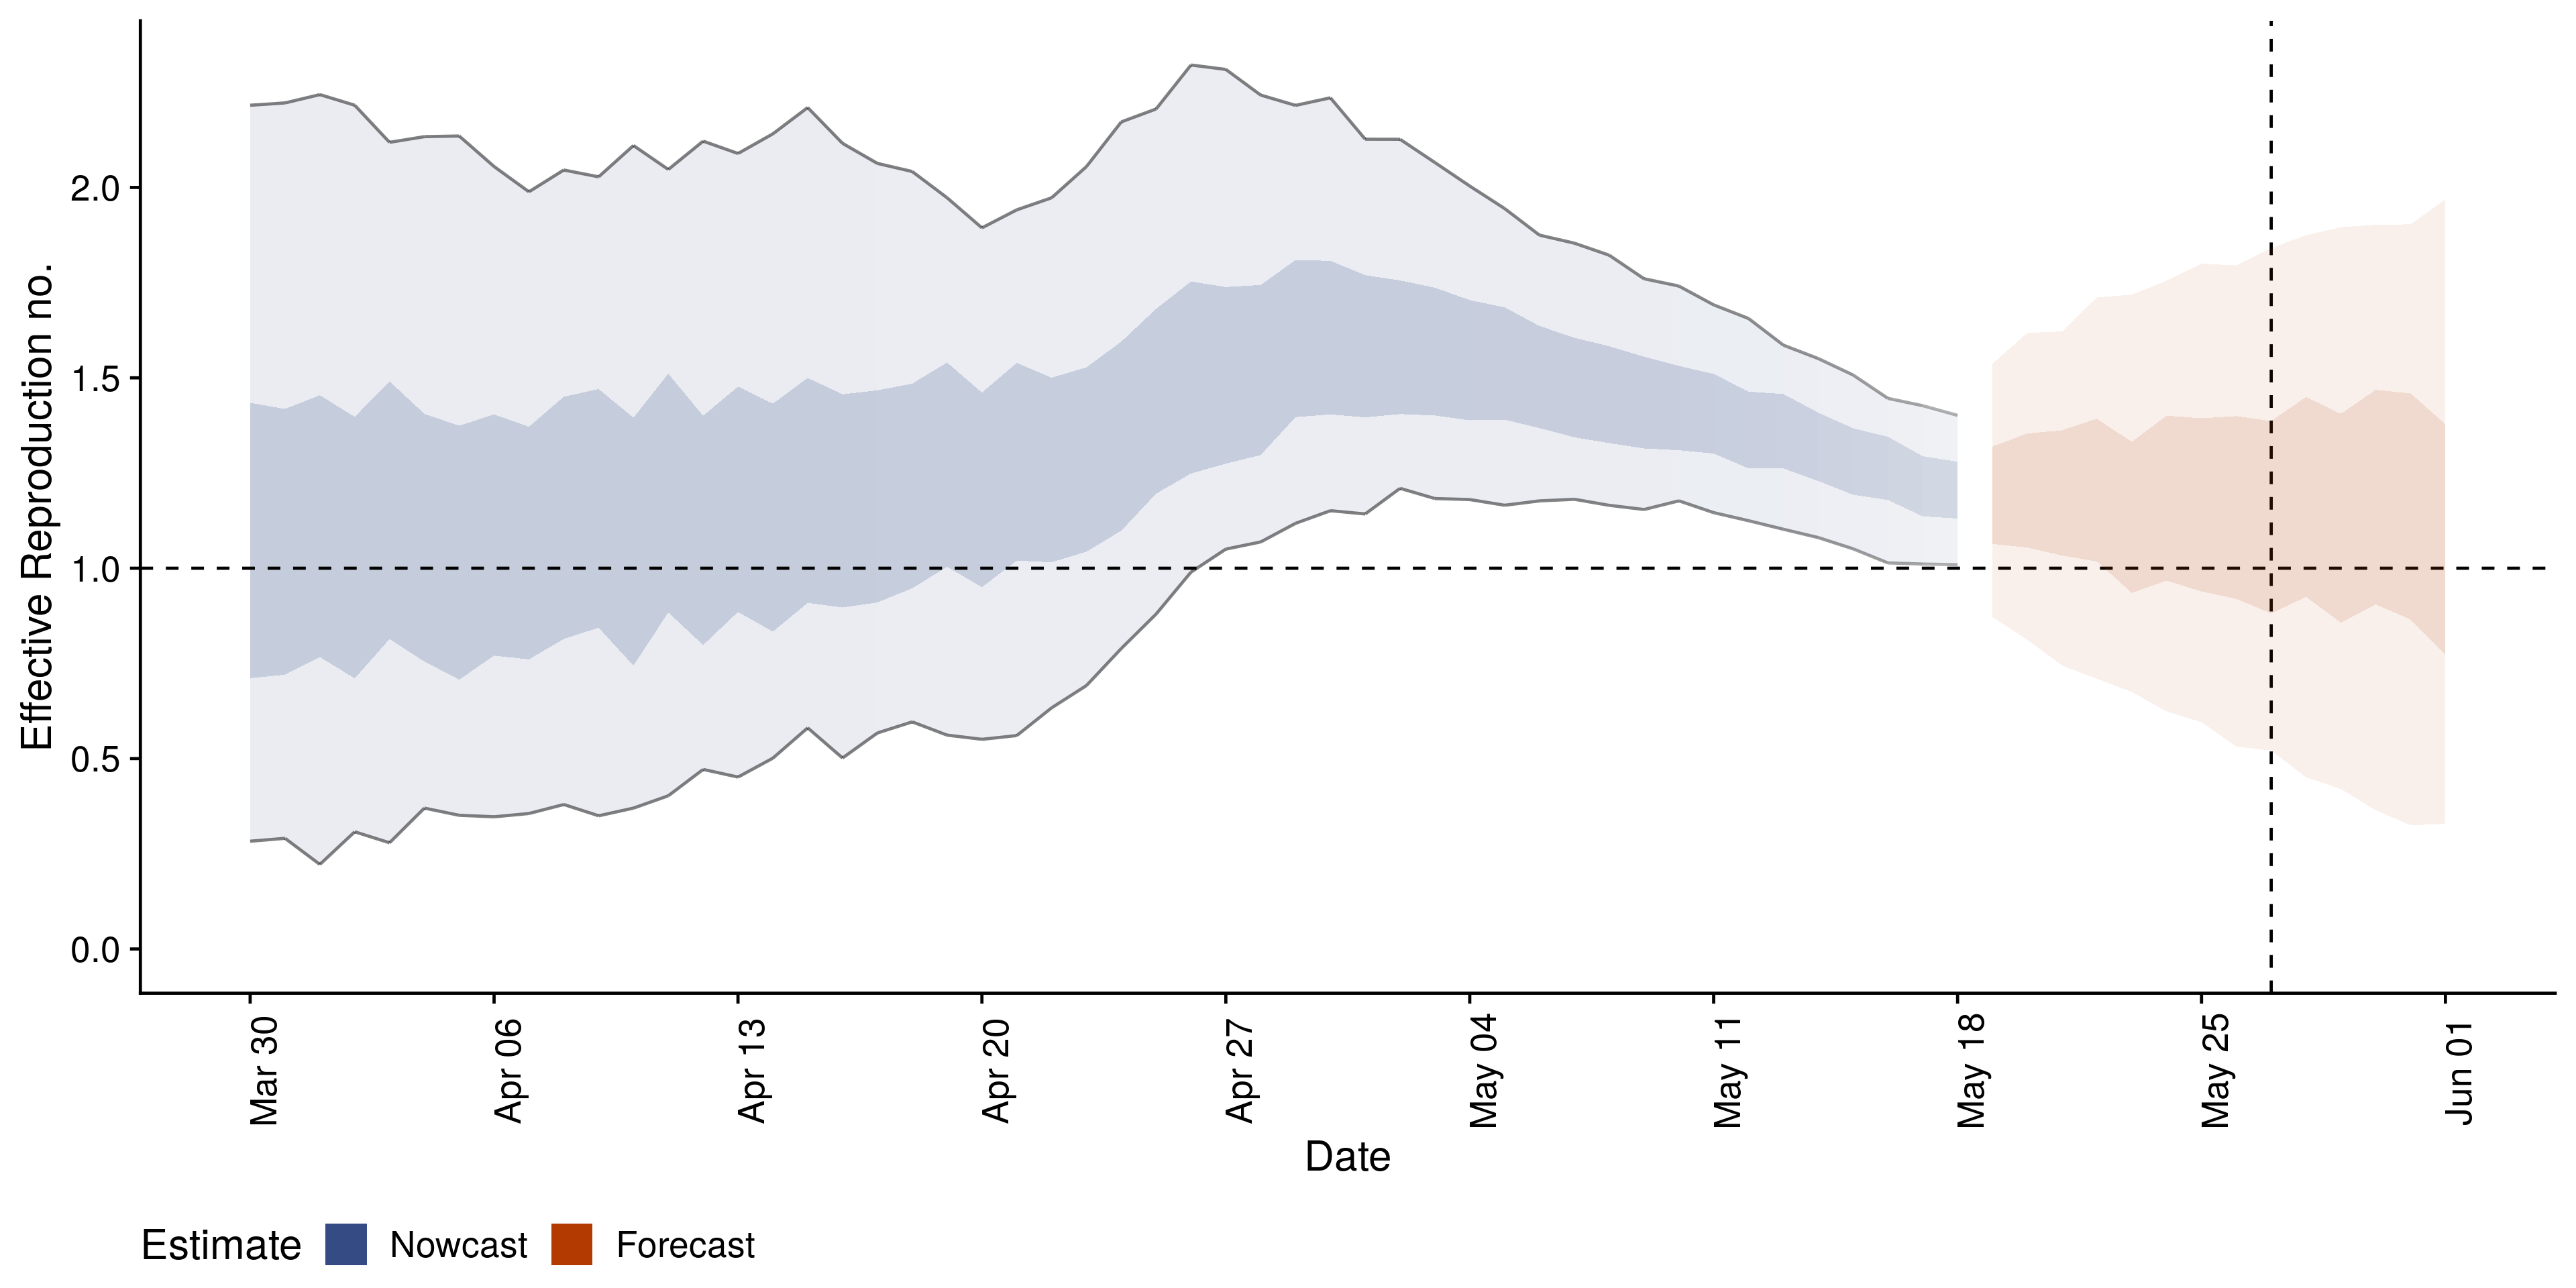 Effective Reproduction no.
2.0
1.5
1.0
0.5
0.0
Mar 30
Apr 06
Apr 13
Apr 20
Apr 27
May 04
May 11
May 18
May 25
Jun 01
Date
Estimate Nowcast Forecast